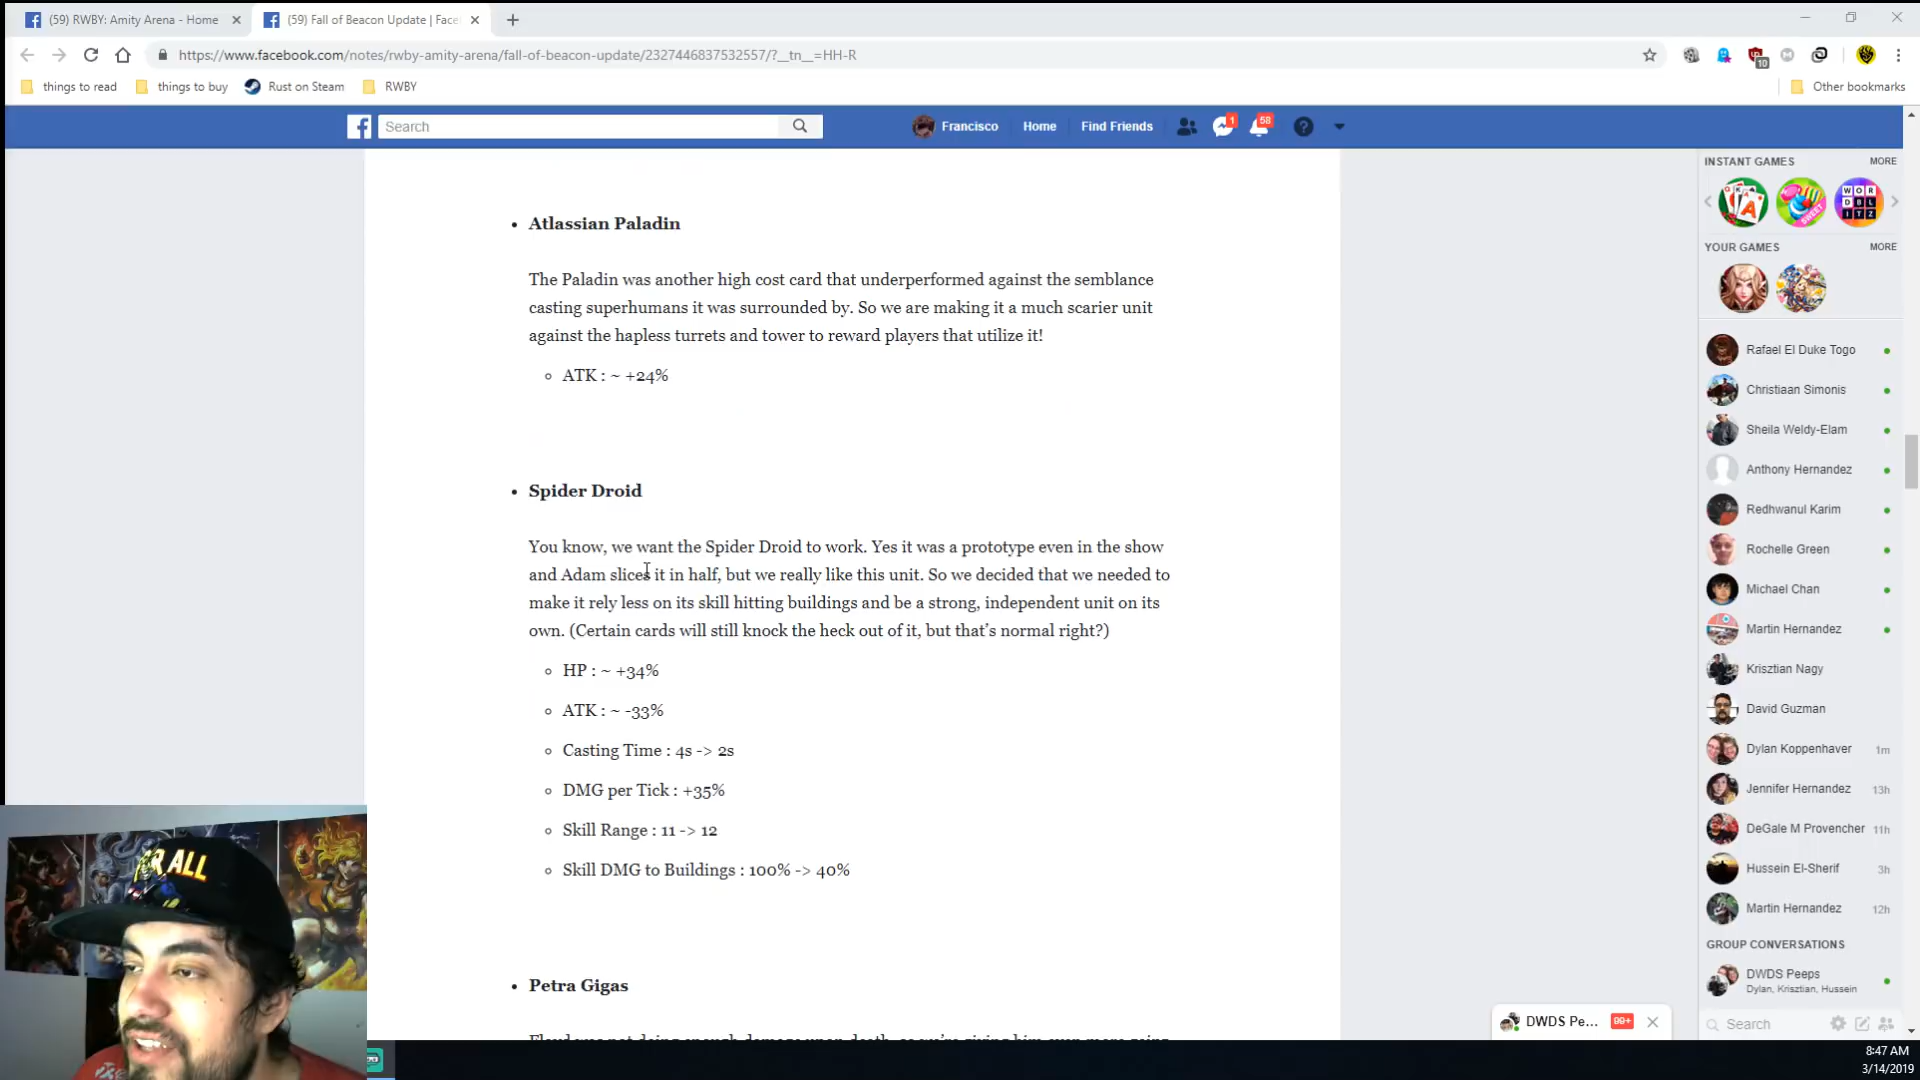 (59) RWBY: Amity Arena - Home
(59) Fall of Beacon Update | Face
https://www.facebook.com/notes/rwby-amity-arena/fall-of-beacon-update/2327446837532557/?__tn__=HH-R
10
things to read
things to buy
Rust on Steam
RWBY
Other bookmarks
Search
Francisco
Home
Find Friends
1
58
INSTANT GAMES
MORE
YOUR GAMES
MORE
• Atlassian Paladin
The Paladin was another high cost card that underperformed against the semblance
casting superhumans it was surrounded by. So we are making it a much scarier unit
against the hapless turrets and tower to reward players that utilize it!
ATK : ~ +24%
• Spider Droid
You know, we want the Spider Droid to work. Yes it was a prototype even in the show
and Adam slices it in half, but we really like this unit. So we decided that we needed to
make it rely less on its skill hitting buildings and be a strong, independent unit on its
own. (Certain cards will still knock the heck out of it, but that's normal right?)
HP : ~ +34%
ATK : ~ -33%
Casting Time : 4s -> 2s
DMG per Tick : +35%
Skill Range : 11 -> 12
Skill DMG to Buildings : 100% -> 40%
• Petra Gigas
Rafael El Duke Togo
Christiaan Simonis
Sheila Weldy-Elam
Anthony Hernandez
Redhwanul Karim
Rochelle Green
Michael Chan
Martin Hernandez
Krisztian Nagy
David Guzman
Dylan Koppenhaver 1m
Jennifer Hernandez 13h
DeGale M Provencher 11h
Hussein El-Sherif 3h
Martin Hernandez 12h
GROUP CONVERSATIONS
DWDS Peeps
Dylan, Krisztian, Hussein
DWDS Pe... 99+
Search
8:47 AM
3/14/2019